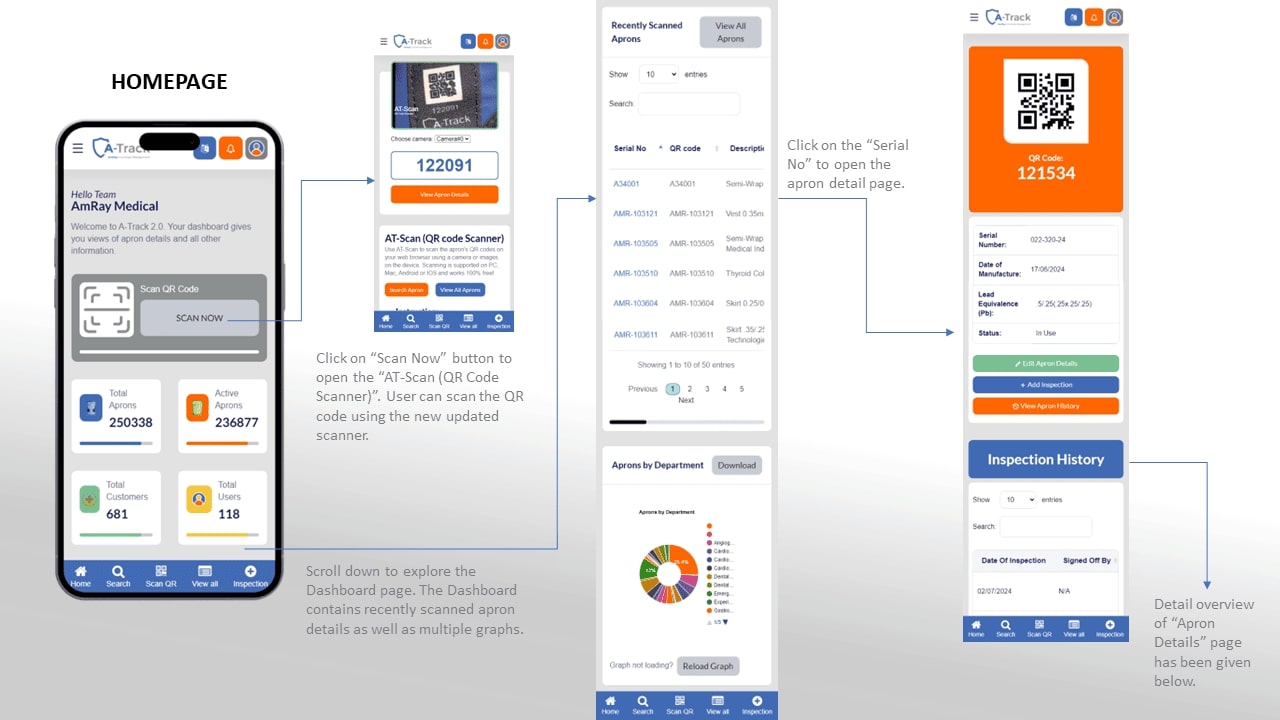 HOMEPAGE
A-Track
Hello Team
AmRay Medical
Welcome to A-Track 2.0. Your dashboard gives
you views of apron details and all other
information.
Scan QR Code
SCAN NOW
Total
Aprons
250338
Active
Aprons
236877
Total
Customers
681
Total
Users
118
Home
Search
Scan QR
View all
Inspection
A-Track
AT-Scan
122091
A-Track
Choose camera:
Camera#0
122091
View Apron Details
AT-Scan (QR code Scanner)
Use AT-Scan to scan the apron's QR codes on
your web browser using a camera or images
on the device. Scanning is supported on PC,
Mac, Android or IOS and works 100% free!
Search Apron
View All Aprons
Home
Search
Scan QR
View all
Inspection
Click on “Scan Now” button to
open the “AT-Scan (QR Code
Scanner)”. User can scan the QR
using the new updated
scanner.
Scroll down to explore the
Dashboard page. The Dashboard
contains recently scanned apron
details as well as multiple graphs.
Recently Scanned
Aprons
View All
Aprons
Show 10 entries
Search:
Serial No QR code Descripti
A34001 A34001 Semi-Wrap
AMR-103121 AMR-103121 Vest 0.35m
AMR-103505 AMR-103505 Semi-Wrap
Medical Ind
AMR-103510 AMR-103510 Thyroid Col
AMR-103604 AMR-103604 Skirt 0.25/0
AMR-103611 AMR-103611 Skirt .35/.25
Technologie
Showing 1 to 10 of 50 entries
Previous 1 2 3 4 5
Next
Aprons by Department
Download
Aprons by Department
Angiog...
Cardio...
Cardio...
Cardio...
Dental...
Dental...
Emerg...
Experi...
Gastro...
1/5
Graph not loading?
Reload Graph
Home
Search
Scan QR
View all
Inspection
Click on the “Serial
No” to open the
apron detail page.
A-Track
QR Code:
121534
Serial
Number:
022-320-24
Date of
Manufacture:
17/06/2024
Lead
Equivalence
(Pb):
.5/.25(.25x.25/.25)
Status:
In Use
Edit Apron Details
+ Add Inspection
View Apron History
Inspection History
Show 10 entries
Search:
Date Of Inspection Signed Off By
02/07/2024 N/A
Home
Search
Scan QR
View all
Inspection
Detail overview
of “Apron
Details” page
has been given
below.